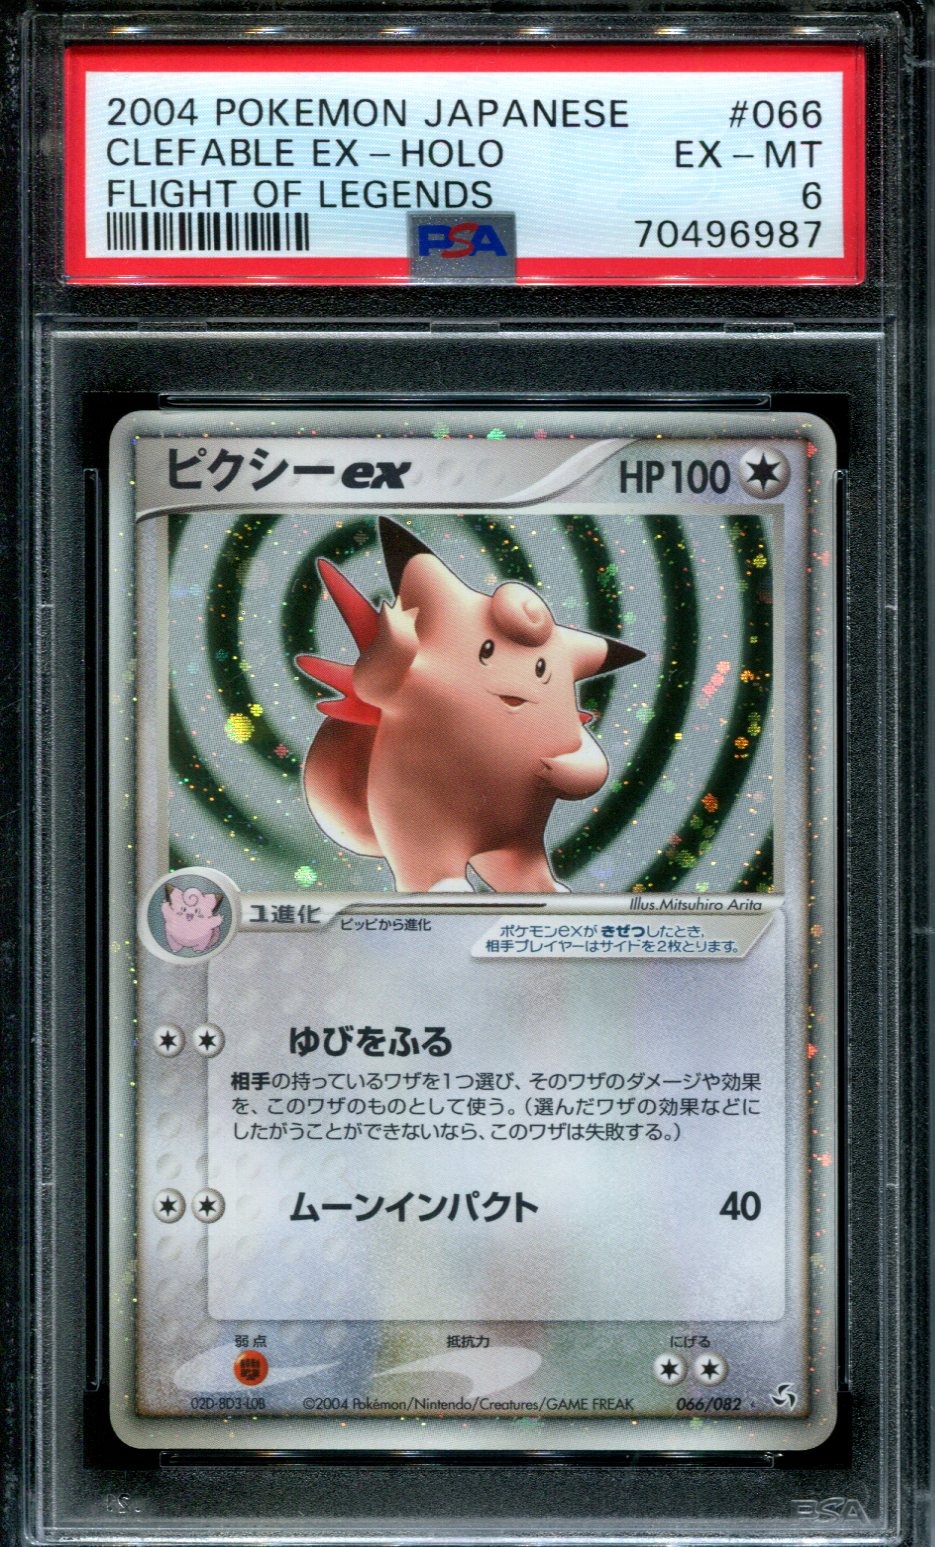 2004 POKEMON JAPANESE #066
CLEFABLE EX - HOLO EX - MT
FLIGHT OF LEGENDS 6
PSA 70496987
ピクシーex HP100
Illus.Mitsuhiro Arita
1進化 ピッピから進化
ポケモンexが きぜつしたとき、
相手プレイヤーはサイドを2枚とります。
ゆびをふる
相手の持っているワザを1つ選び、そのワザのダメージや効果
を、このワザのものとして使う。(選んだワザの効果などに
したがうことができないなら、このワザは失敗する。)
ムーンインパクト 40
弱点 抵抗力 にげる
02D-8D3-L0B ©2004 Pokémon/Nintendo/Creatures/GAME FREAK 066/082
PSA